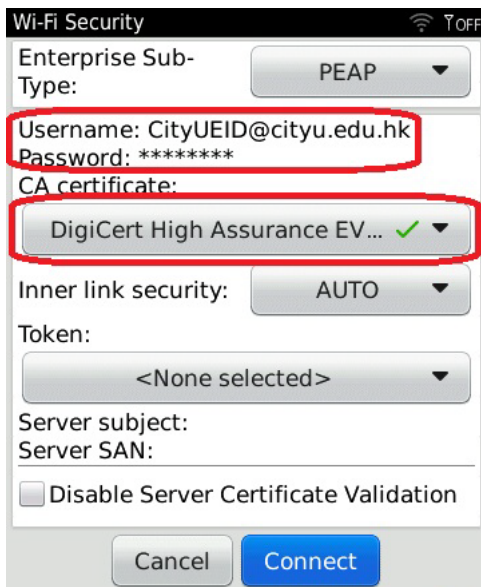 Wi-Fi Security OFF
Enterprise Sub-
Type: PEAP
Username: CityUEID@cityu.edu.hk
Password: ********
CA certificate:
DigiCert High Assurance EV...
Inner link security: AUTO
Token:
<None selected>
Server subject:
Server SAN:
Disable Server Certificate Validation
Cancel Connect